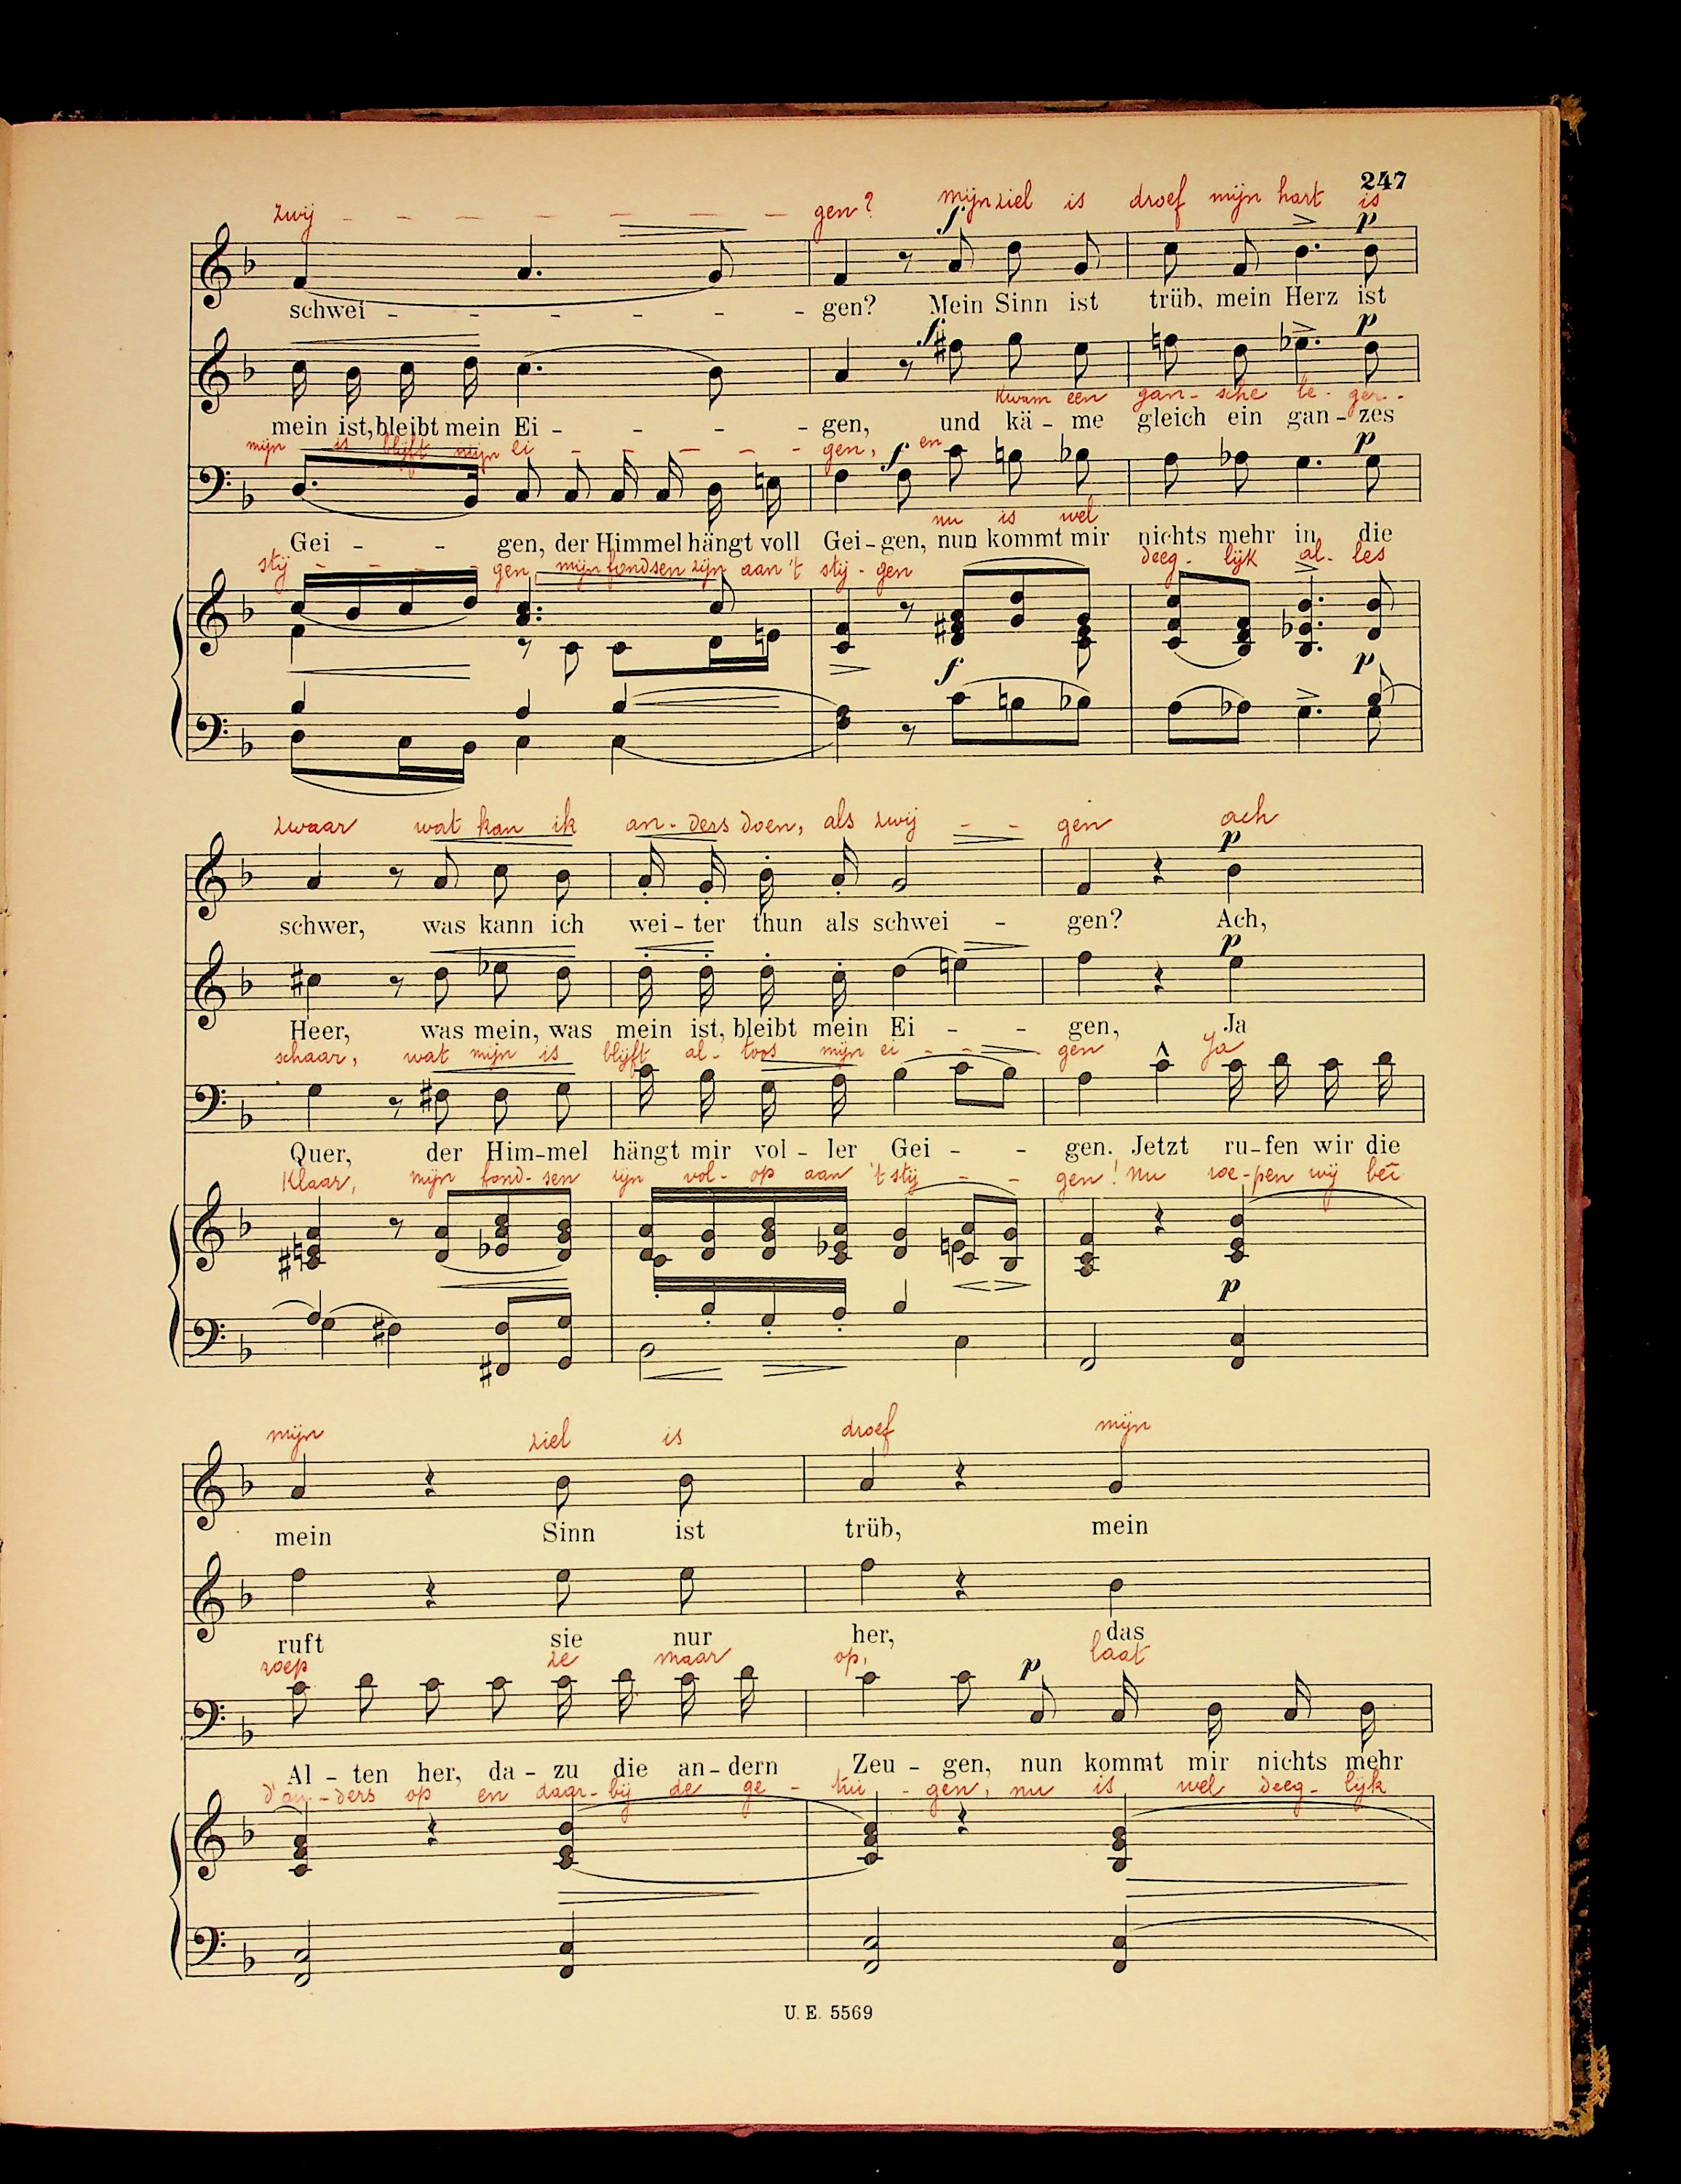 247
zwij - - - - - - - gen? mijn ziel is droef mijn hart is
f p
schwei - - - - - - gen? Mein Sinn ist trüb, mein Herz ist
f p
kwam een gan - sche le - ger -
mein ist, bleibt mein Ei - - - - gen, und kä - me gleich ein gan - zes
mijn is blijft mijn ei - - - - - gen, en
f p
nu is wel
Gei - - gen, der Himmel hängt voll Gei - gen, nun kommt mir nichts mehr in die
stij - - - - gen, mijn fondsen zijn aan 't stij - gen deeg - lijk al - les
f p
zwaar wat kan ik an - ders doen, als zwij - - gen ach
p
schwer, was kann ich wei - ter thun als schwei - gen? Ach,
p
Heer, was mein, was mein ist, bleibt mein Ei - - gen, Ja
schaar, wat mijn is blijft al - toos mijn ei - - - gen Ja
Quer, der Him - mel hängt mir vol - ler Gei - - gen. Jetzt ru - fen wir die
klaar, mijn fond - sen zijn vol - op aan 't stij - - gen! nu roe - pen wij bei
p
mijn ziel is droef mijn
mein Sinn ist trüb, mein
ruft sie nur her, das
roep ze maar op, laat
p
Al - ten her, da - zu die an - dern Zeu - gen, nun kommt mir nichts mehr
d'an - ders op en daar - bij de ge - tui - gen, nu is wel deeg - lijk
U. E. 5569